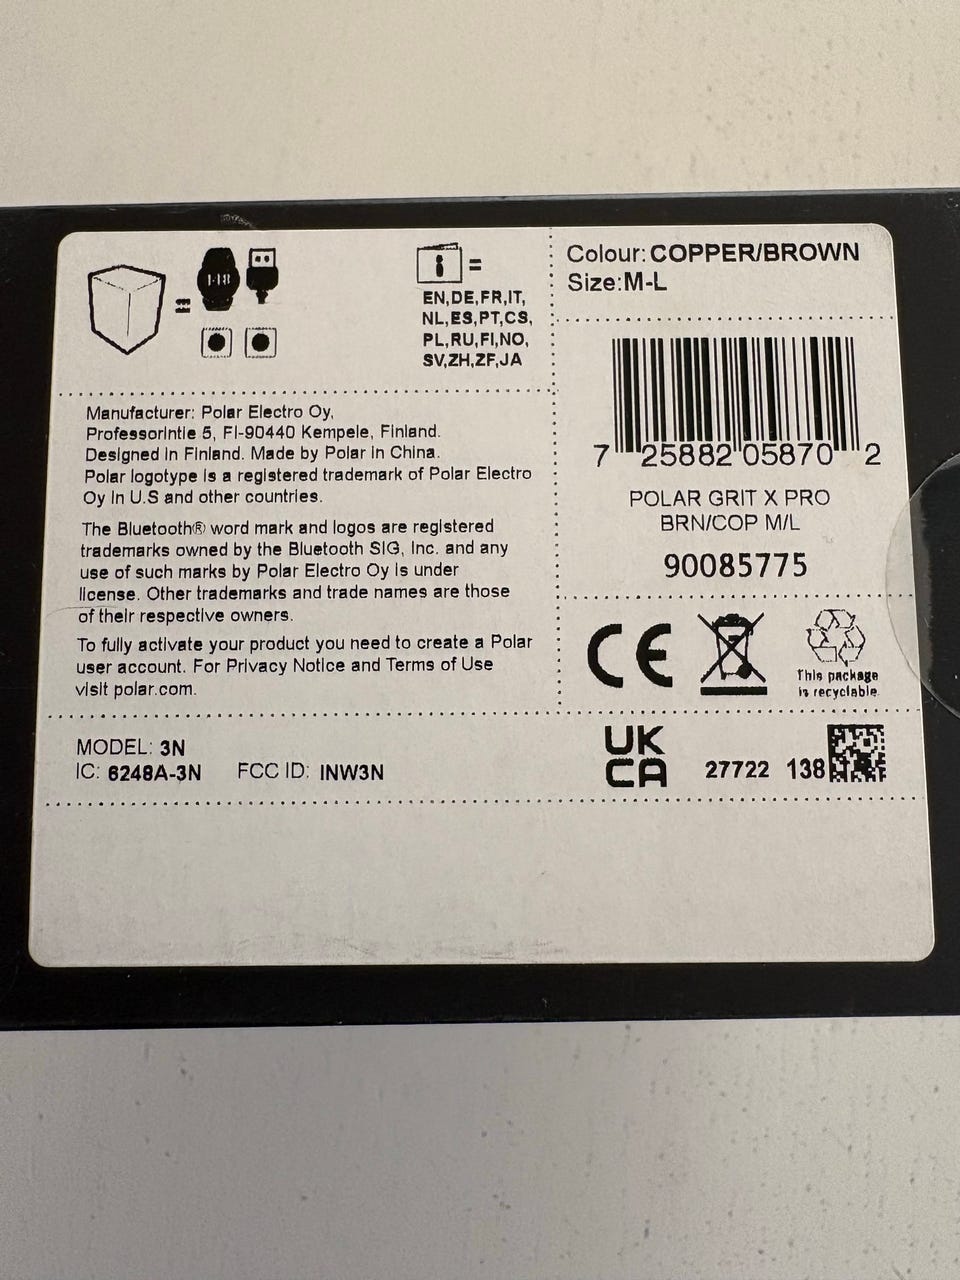 EN,DE,FR,IT,
NL,ES,PT,CS,
PL,RU,FI,NO,
SV,ZH,ZF,JA
Colour: COPPER/BROWN
Size:M-L
7 25882 05870 2
POLAR GRIT X PRO
BRN/COP M/L
90085775
Manufacturer: Polar Electro Oy,
Professorintie 5, FI-90440 Kempele, Finland.
Designed in Finland. Made by Polar in China.
Polar logotype is a registered trademark of Polar Electro
Oy in U.S and other countries.
The Bluetooth® word mark and logos are registered
trademarks owned by the Bluetooth SIG, Inc. and any
use of such marks by Polar Electro Oy is under
license. Other trademarks and trade names are those
of their respective owners.
To fully activate your product you need to create a Polar
user account. For Privacy Notice and Terms of Use
visit polar.com.
CE
This package
is recyclable.
MODEL: 3N
IC: 6248A-3N FCC ID: INW3N
UK
CA
27722 138